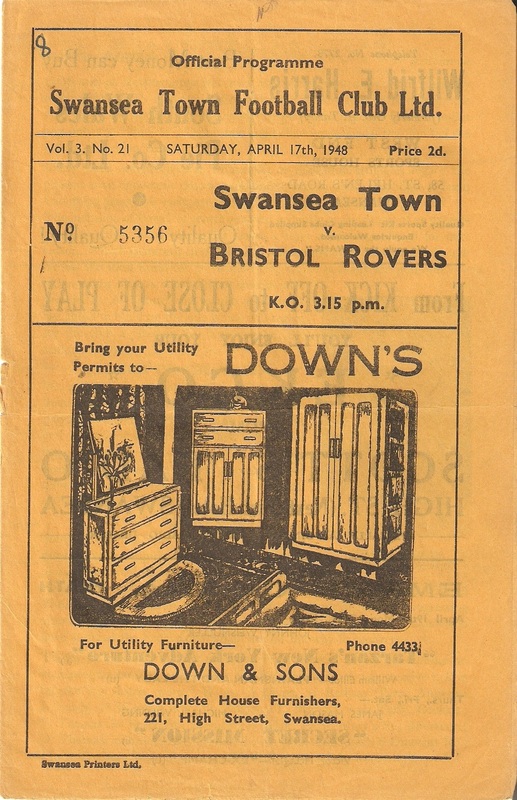 8
Official Programme
Swansea Town Football Club Ltd.
Vol. 3. No. 21 SATURDAY, APRIL 17th, 1948 Price 2d.
Swansea Town
v.
BRISTOL ROVERS
Nº 5356
K.O. 3.15 p.m.
Bring your Utility
Permits to—
DOWN'S
For Utility Furniture— Phone 4433
DOWN & SONS
Complete House Furnishers,
221, High Street, Swansea.
Swansea Printers Ltd.